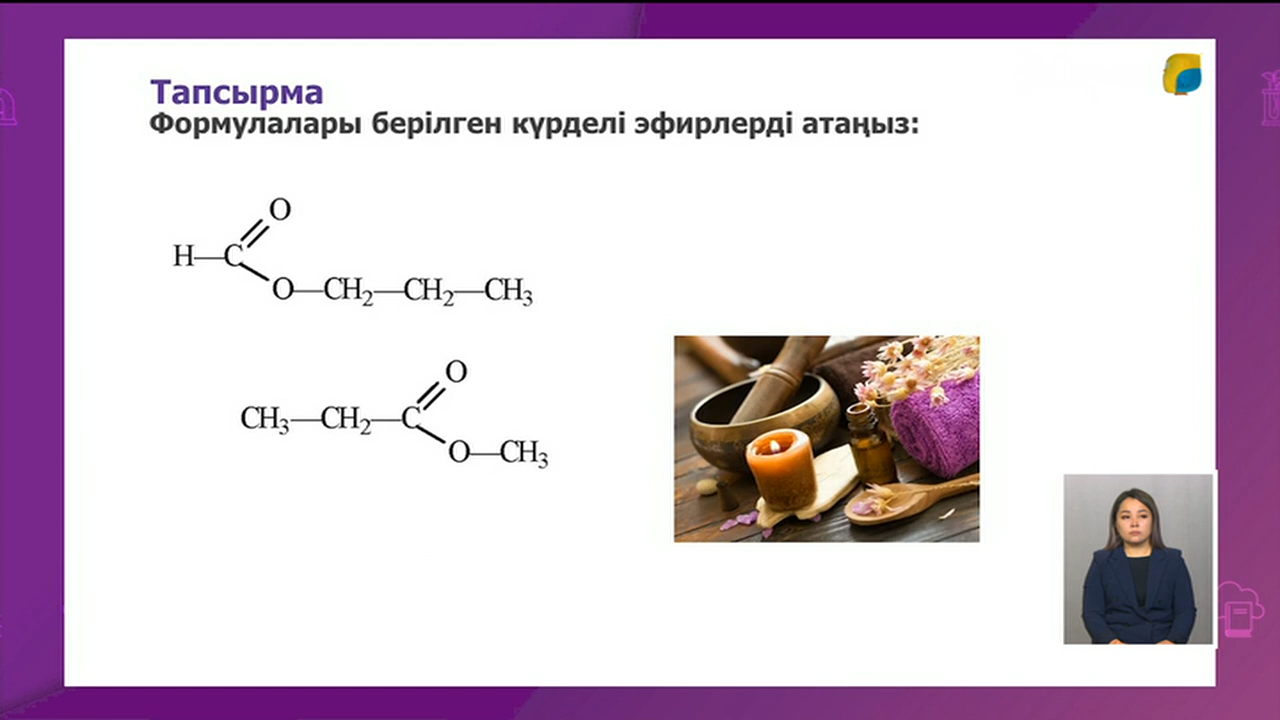 Тапсырма
Формулалары берілген күрделі эфирлерді атаңыз:
O
H—C
O—CH₂—CH₂—CH₃
O
CH₃—CH₂—C
O—CH₃